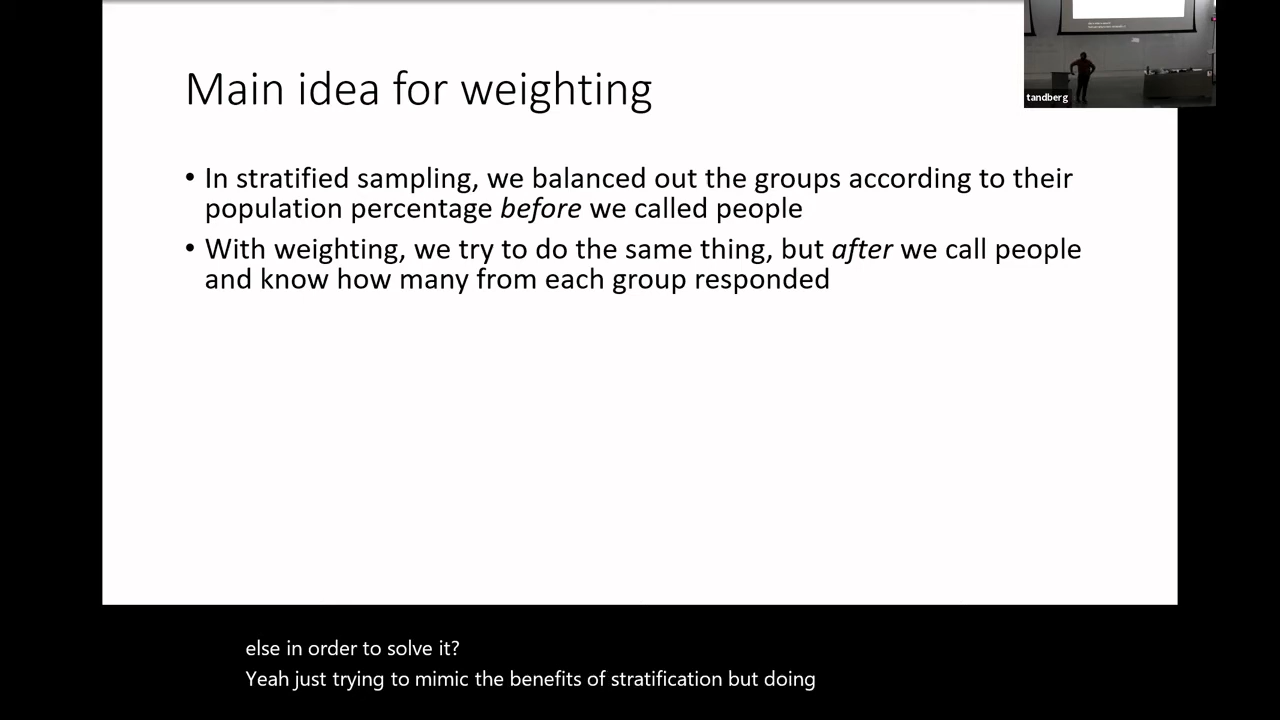 Main idea for weighting
• In stratified sampling, we balanced out the groups according to their
population percentage before we called people
• With weighting, we try to do the same thing, but after we call people
and know how many from each group responded
tandberg
else in order to solve it?
Yeah just trying to mimic the benefits of stratification but doing